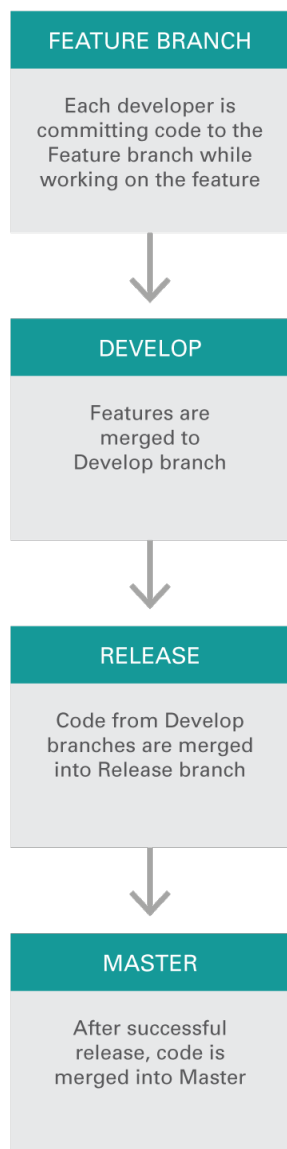 FEATURE BRANCH
Each developer is
committing code to the
Feature branch while
working on the feature
DEVELOP
Features are
merged to
Develop branch
RELEASE
Code from Develop
branches are merged
into Release branch
MASTER
After successful
release, code is
merged into Master